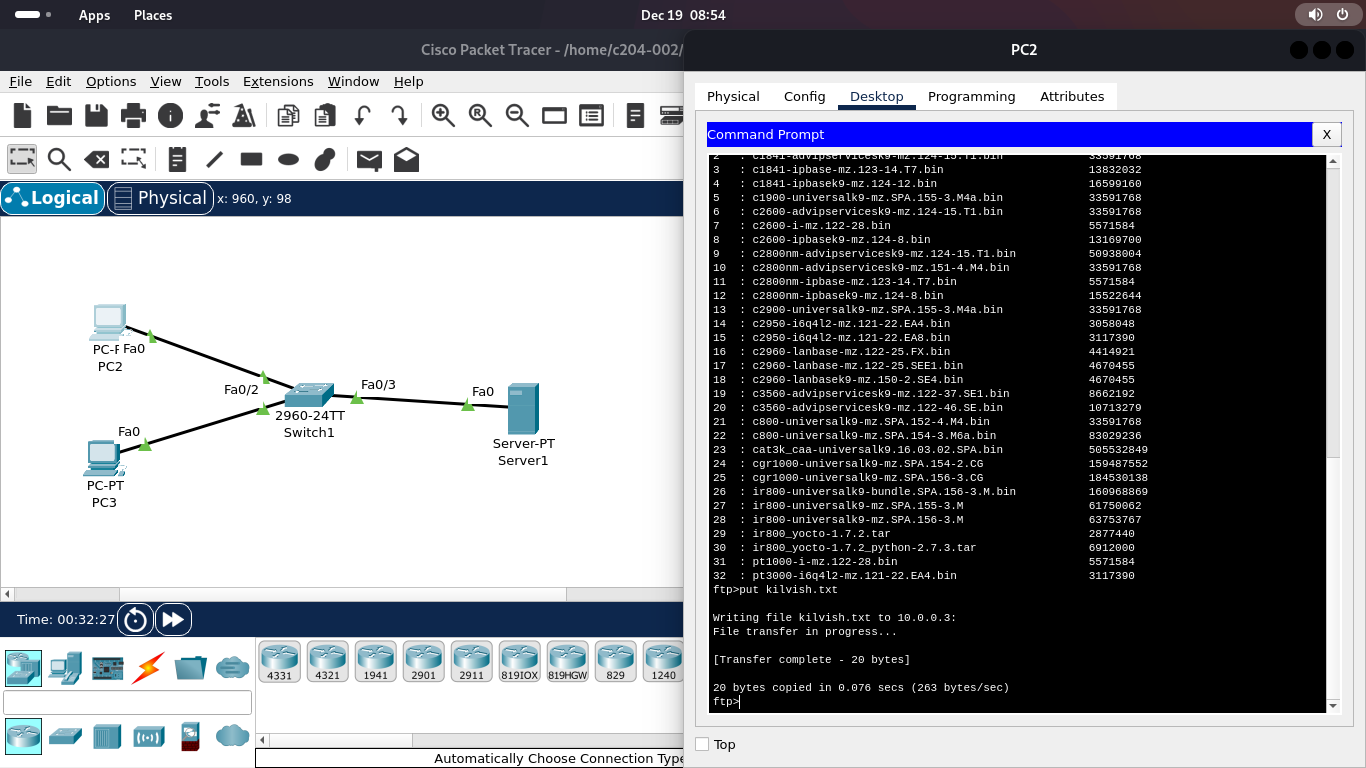 Apps Places Dec 19 08:54
Cisco Packet Tracer - /home/c204-002/
File Edit Options View Tools Extensions Window Help
Logical Physical x: 960, y: 98
Fa0
PC2
Fa0/2
Fa0/3
Fa0
2960-24TT
Switch1
Fa0
Server-PT
Server1
PC-PT
PC3
Time: 00:32:27
4331 4321 1941 2901 2911 819IOX 819HGW 829 1240
Automatically Choose Connection Type
PC2
Physical Config Desktop Programming Attributes
Command Prompt X
2 : c1841-advipservicesk9-mz.124-15.T1.bin 33591768
3 : c1841-ipbase-mz.123-14.T7.bin 13832032
4 : c1841-ipbasek9-mz.124-12.bin 16599160
5 : c1900-universalk9-mz.SPA.155-3.M4a.bin 33591768
6 : c2600-advipservicesk9-mz.124-15.T1.bin 33591768
7 : c2600-i-mz.122-28.bin 5571584
8 : c2600-ipbasek9-mz.124-8.bin 13169700
9 : c2800nm-advipservicesk9-mz.124-15.T1.bin 50938004
10 : c2800nm-advipservicesk9-mz.151-4.M4.bin 33591768
11 : c2800nm-ipbase-mz.123-14.T7.bin 5571584
12 : c2800nm-ipbasek9-mz.124-8.bin 15522644
13 : c2900-universalk9-mz.SPA.155-3.M4a.bin 33591768
14 : c2950-i6q4l2-mz.121-22.EA4.bin 3058048
15 : c2950-i6q4l2-mz.121-22.EA8.bin 3117390
16 : c2960-lanbase-mz.122-25.FX.bin 4414921
17 : c2960-lanbase-mz.122-25.SEE1.bin 4670455
18 : c2960-lanbasek9-mz.150-2.SE4.bin 4670455
19 : c3560-advipservicesk9-mz.122-37.SE1.bin 8662192
20 : c3560-advipservicesk9-mz.122-46.SE.bin 10713279
21 : c800-universalk9-mz.SPA.152-4.M4.bin 33591768
22 : c800-universalk9-mz.SPA.154-3.M6a.bin 83029236
23 : cat3k_caa-universalk9.16.03.02.SPA.bin 505532849
24 : cgr1000-universalk9-mz.SPA.154-2.CG 159487552
25 : cgr1000-universalk9-mz.SPA.156-3.CG 184530138
26 : ir800-universalk9-bundle.SPA.156-3.M.bin 160968869
27 : ir800-universalk9-mz.SPA.155-3.M 61750062
28 : ir800-universalk9-mz.SPA.156-3.M 63753767
29 : ir800_yocto-1.7.2.tar 2877440
30 : ir800_yocto-1.7.2_python-2.7.3.tar 6912000
31 : pt1000-i-mz.122-28.bin 5571584
32 : pt3000-i6q4l2-mz.121-22.EA4.bin 3117390
ftp>put kilvish.txt
Writing file kilvish.txt to 10.0.0.3:
File transfer in progress...
[Transfer complete - 20 bytes]
20 bytes copied in 0.076 secs (263 bytes/sec)
ftp>
Top